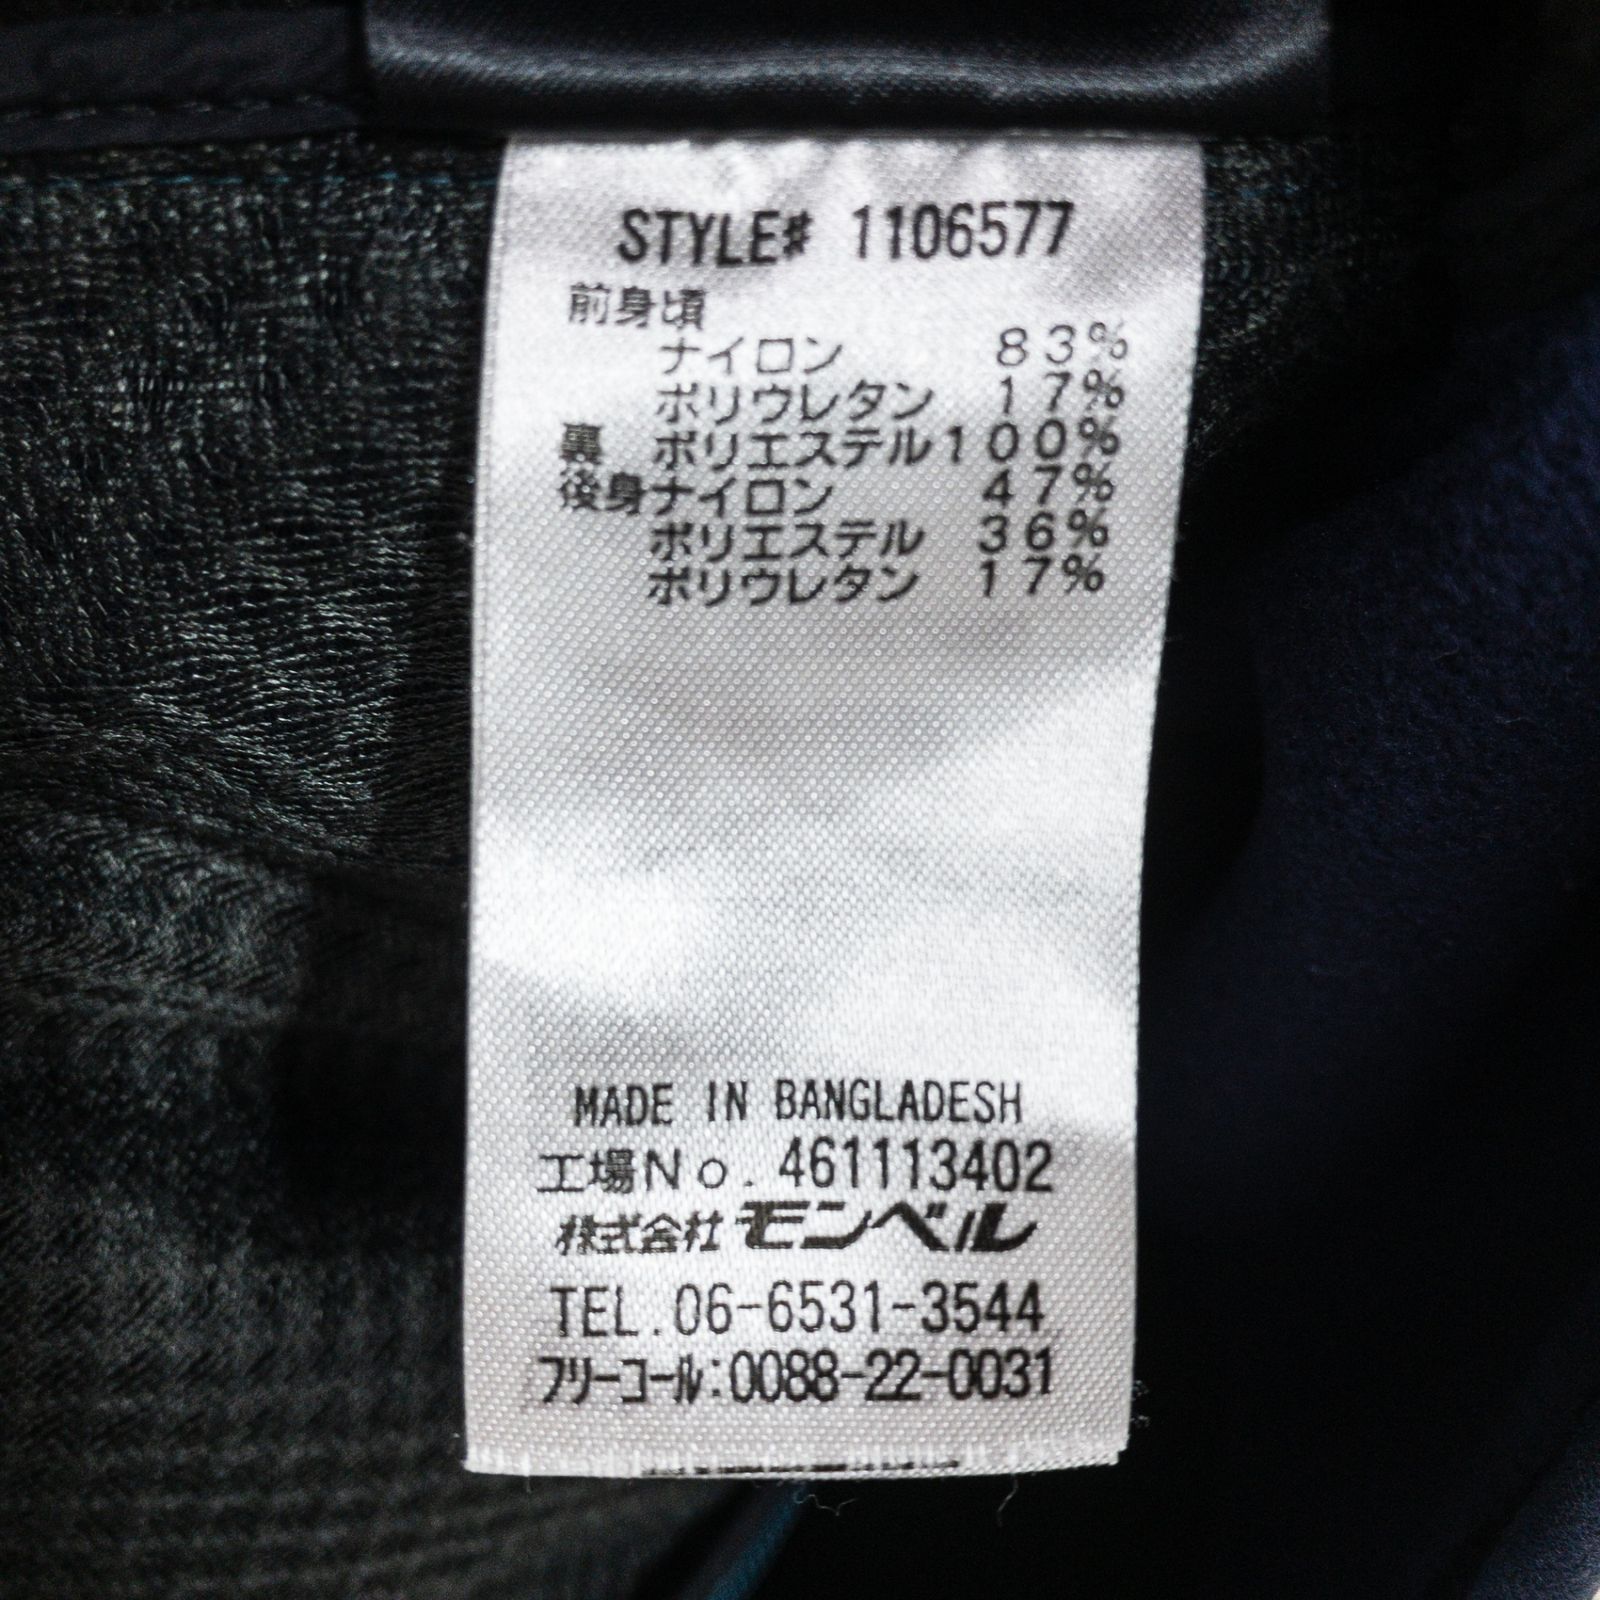 STYLE# 1106577
前身頃
ナイロン 83%
ポリウレタン 17%
裏 ポリエステル100%
後身ナイロン 47%
ポリエステル 36%
ポリウレタン 17%
MADE IN BANGLADESH
工場No. 461113402
株式会社モンベル
TEL.06-6531-3544
フリーコール:0088-22-0031